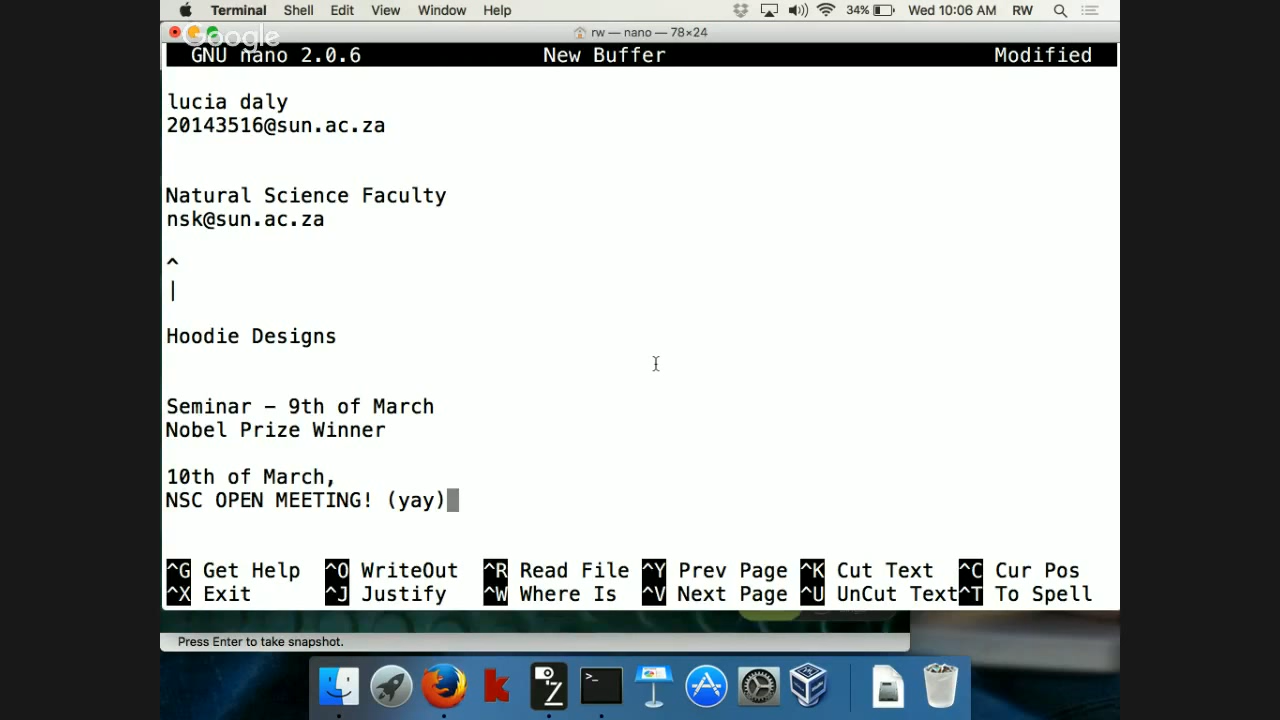 Terminal Shell Edit View Window Help 34% Wed 10:06 AM RW
Google
rw — nano — 78×24
GNU nano 2.0.6 New Buffer Modified
lucia daly
20143516@sun.ac.za
Natural Science Faculty
nsk@sun.ac.za
^
|
Hoodie Designs
Seminar - 9th of March
Nobel Prize Winner
10th of March,
NSC OPEN MEETING! (yay)
^G Get Help ^O WriteOut ^R Read File ^Y Prev Page ^K Cut Text ^C Cur Pos
^X Exit ^J Justify ^W Where Is ^V Next Page ^U UnCut Text ^T To Spell
Press Enter to take snapshot.